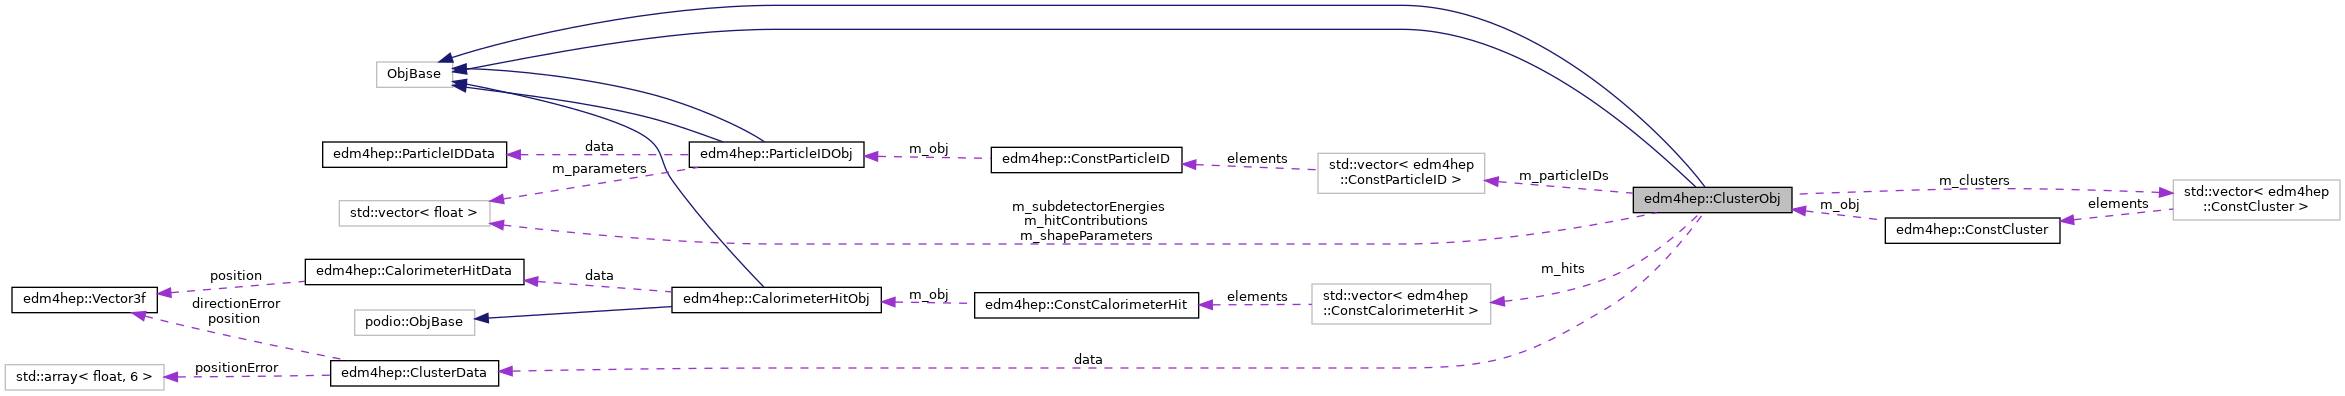 ObjBase
edm4hep::ParticleIDData
data
edm4hep::ParticleIDObj
m_obj
edm4hep::ConstParticleID
elements
std::vector< edm4hep
::ConstParticleID >
m_particleIDs
m_parameters
std::vector< float >
m_subdetectorEnergies
m_hitContributions
m_shapeParameters
edm4hep::ClusterObj
m_clusters
m_obj
std::vector< edm4hep
::ConstCluster >
elements
edm4hep::ConstCluster
edm4hep::Vector3f
position
edm4hep::CalorimeterHitData
data
edm4hep::CalorimeterHitObj
m_obj
edm4hep::ConstCalorimeterHit
elements
std::vector< edm4hep
::ConstCalorimeterHit >
m_hits
directionError
position
podio::ObjBase
std::array< float, 6 >
positionError
edm4hep::ClusterData
data